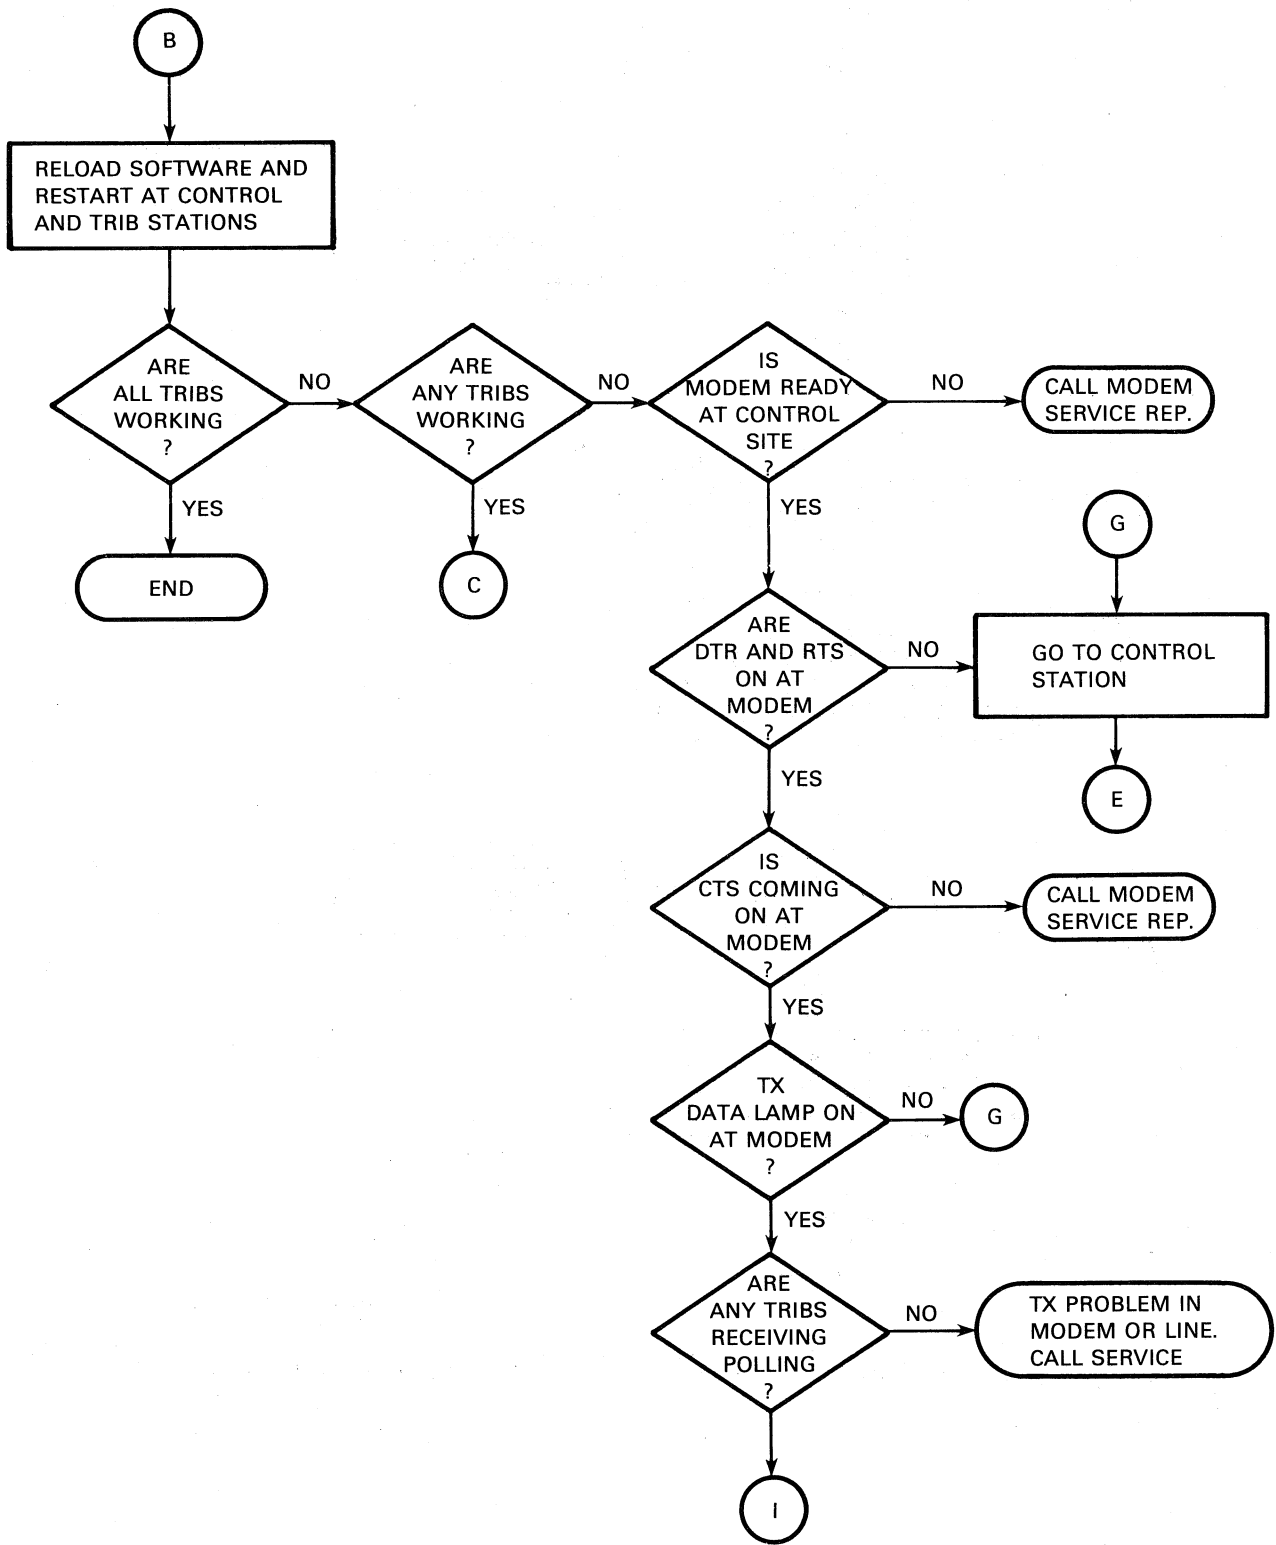 B
RELOAD SOFTWARE AND
RESTART AT CONTROL
AND TRIB STATIONS
ARE
ALL TRIBS
WORKING
?
NO
YES
END
ARE
ANY TRIBS
WORKING
?
NO
YES
C
IS
MODEM READY
AT CONTROL
SITE
?
NO
CALL MODEM
SERVICE REP.
YES
G
ARE
DTR AND RTS
ON AT
MODEM
?
NO
GO TO CONTROL
STATION
E
YES
IS
CTS COMING
ON AT
MODEM
?
NO
CALL MODEM
SERVICE REP.
YES
TX
DATA LAMP ON
AT MODEM
?
NO
G
YES
ARE
ANY TRIBS
RECEIVING
POLLING
?
NO
TX PROBLEM IN
MODEM OR LINE.
CALL SERVICE
I